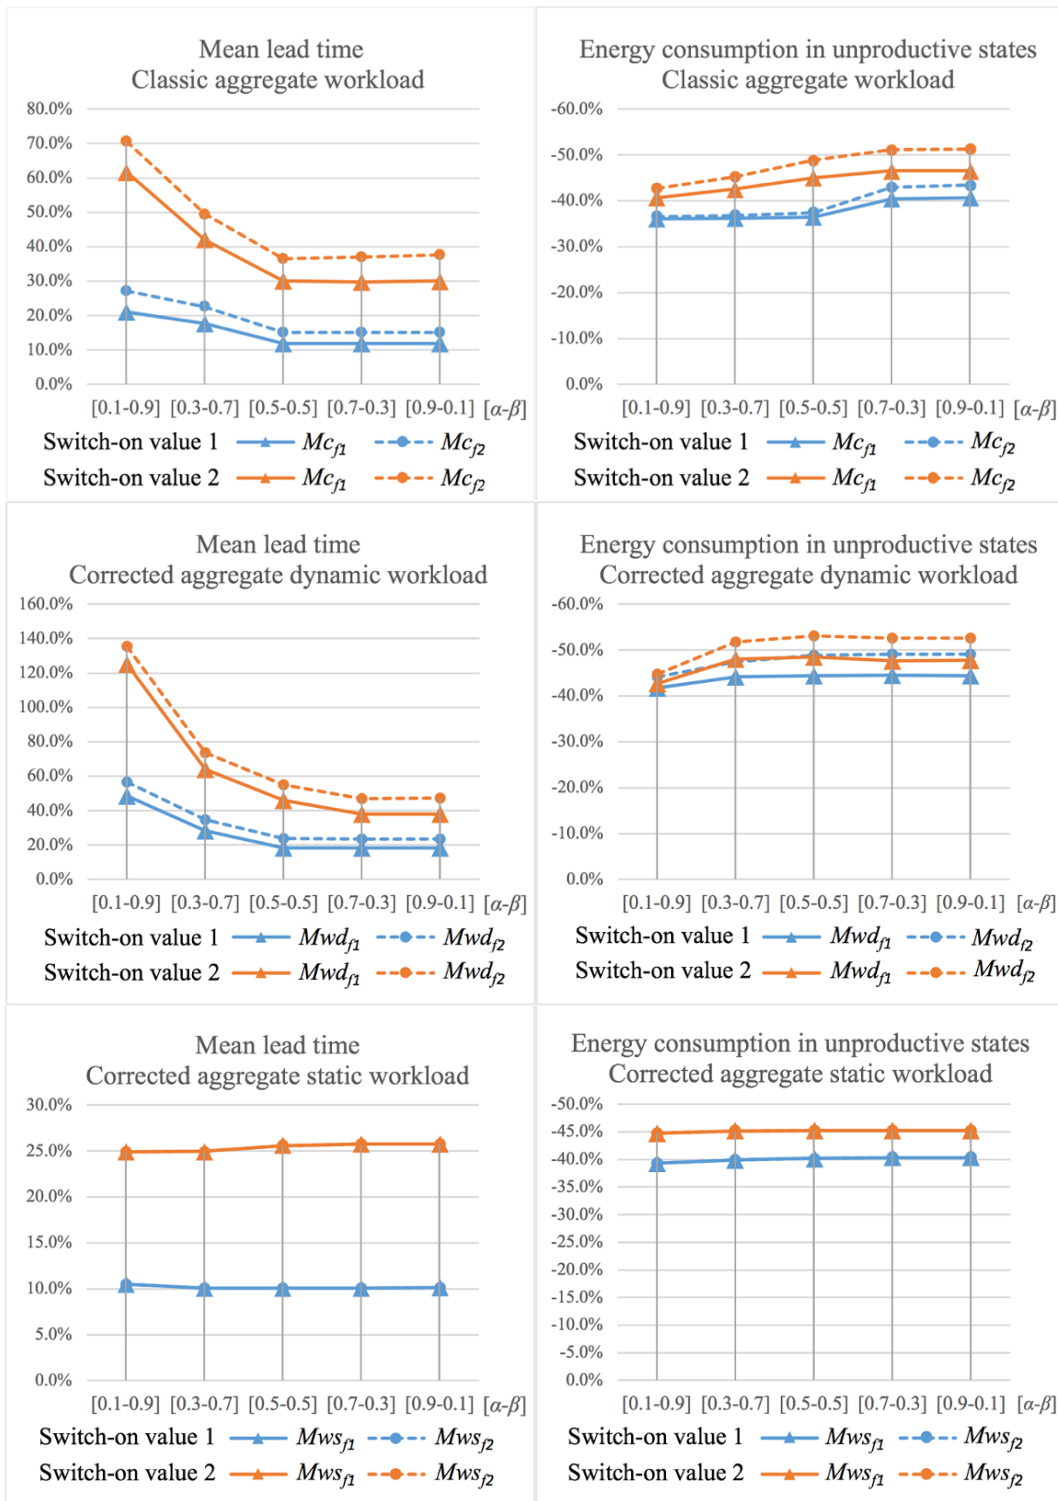 Mean lead time
Classic aggregate workload
80.0%
70.0%
60.0%
50.0%
40.0%
30.0%
20.0%
10.0%
0.0%
[0.1-0.9] [0.3-0.7] [0.5-0.5] [0.7-0.3] [0.9-0.1] [α-β]
Switch-on value 1 Mcf1 Mcf2
Switch-on value 2 Mcf1 Mcf2
Energy consumption in unproductive states
Classic aggregate workload
-60.0%
-50.0%
-40.0%
-30.0%
-20.0%
-10.0%
0.0%
[0.1-0.9] [0.3-0.7] [0.5-0.5] [0.7-0.3] [0.9-0.1] [α-β]
Switch-on value 1 Mcf1 Mcf2
Switch-on value 2 Mcf1 Mcf2
Mean lead time
Corrected aggregate dynamic workload
160.0%
140.0%
120.0%
100.0%
80.0%
60.0%
40.0%
20.0%
0.0%
[0.1-0.9] [0.3-0.7] [0.5-0.5] [0.7-0.3] [0.9-0.1] [α-β]
Switch-on value 1 Mwdf1 Mwdf2
Switch-on value 2 Mwdf1 Mwdf2
Energy consumption in unproductive states
Corrected aggregate dynamic workload
-60.0%
-50.0%
-40.0%
-30.0%
-20.0%
-10.0%
0.0%
[0.1-0.9] [0.3-0.7] [0.5-0.5] [0.7-0.3] [0.9-0.1] [α-β]
Switch-on value 1 Mwdf1 Mwdf2
Switch-on value 2 Mwdf1 Mwdf2
Mean lead time
Corrected aggregate static workload
30.0%
25.0%
20.0%
15.0%
10.0%
5.0%
0.0%
[0.1-0.9] [0.3-0.7] [0.5-0.5] [0.7-0.3] [0.9-0.1] [α-β]
Switch-on value 1 Mwsf1 Mwsf2
Switch-on value 2 Mwsf1 Mwsf2
Energy consumption in unproductive states
Corrected aggregate static workload
-50.0%
-45.0%
-40.0%
-35.0%
-30.0%
-25.0%
-20.0%
-15.0%
-10.0%
-5.0%
0.0%
[0.1-0.9] [0.3-0.7] [0.5-0.5] [0.7-0.3] [0.9-0.1] [α-β]
Switch-on value 1 Mwsf1 Mwsf2
Switch-on value 2 Mwsf1 Mwsf2